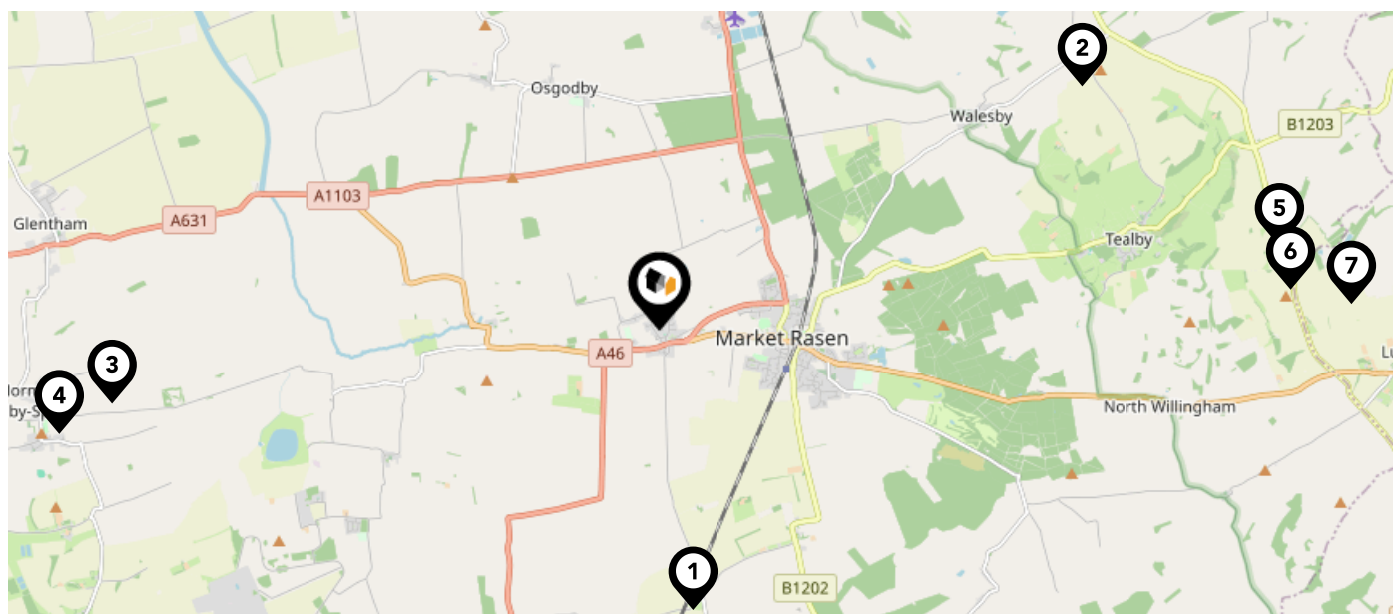 2
Osgodby
Walesby
B1203
A1103
5
A631
Glentham
Tealby
6
7
Market Rasen
A46
3
4
by-S
North Willingham
1
B1202